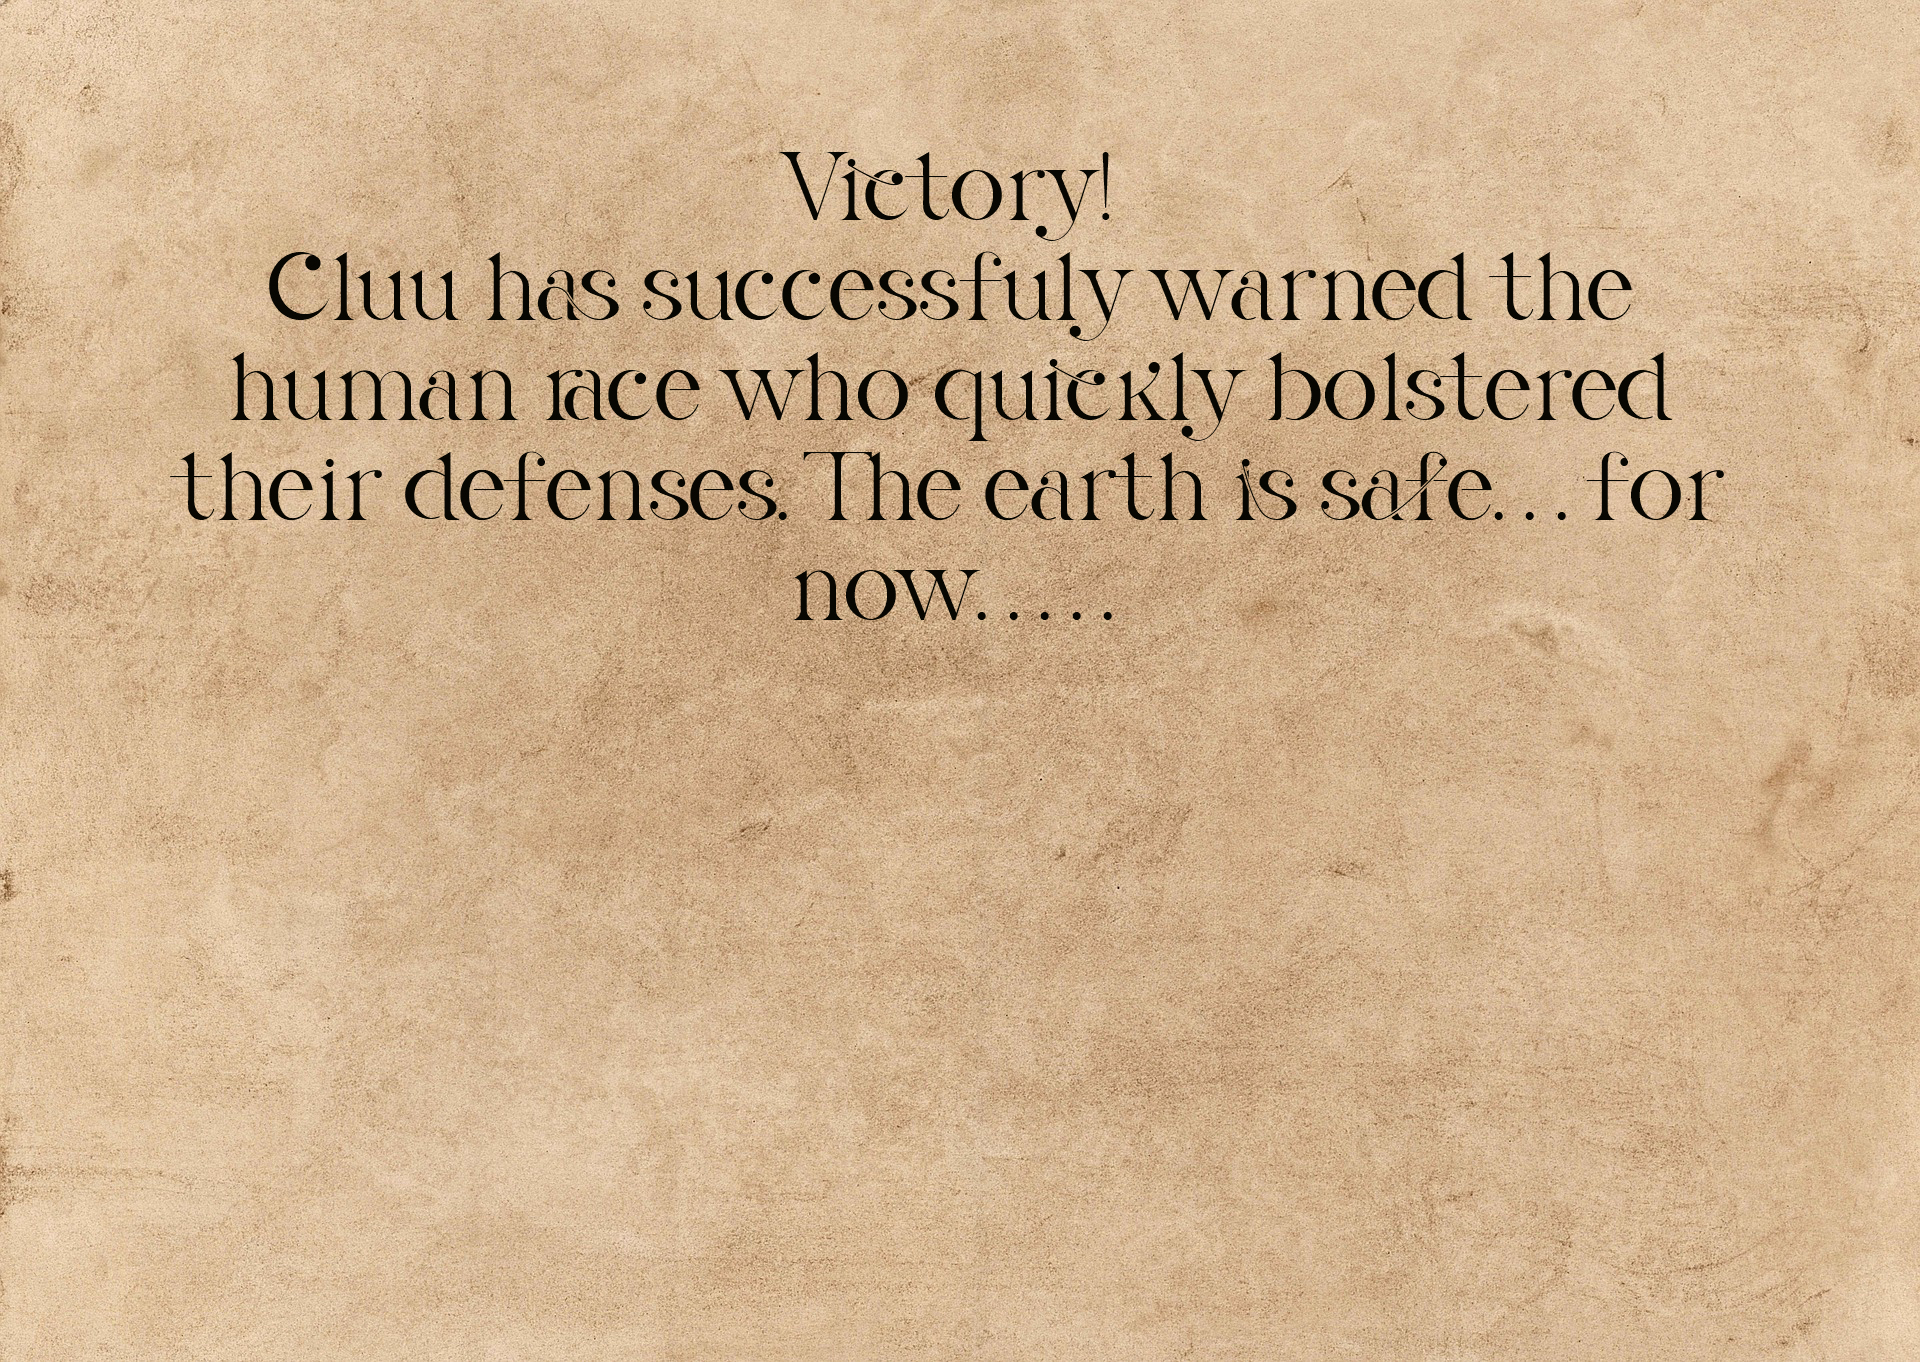 Victory!
Cluu has successfuly warned the
human race who quickly bolstered
their defenses. The earth is safe... for
now.....